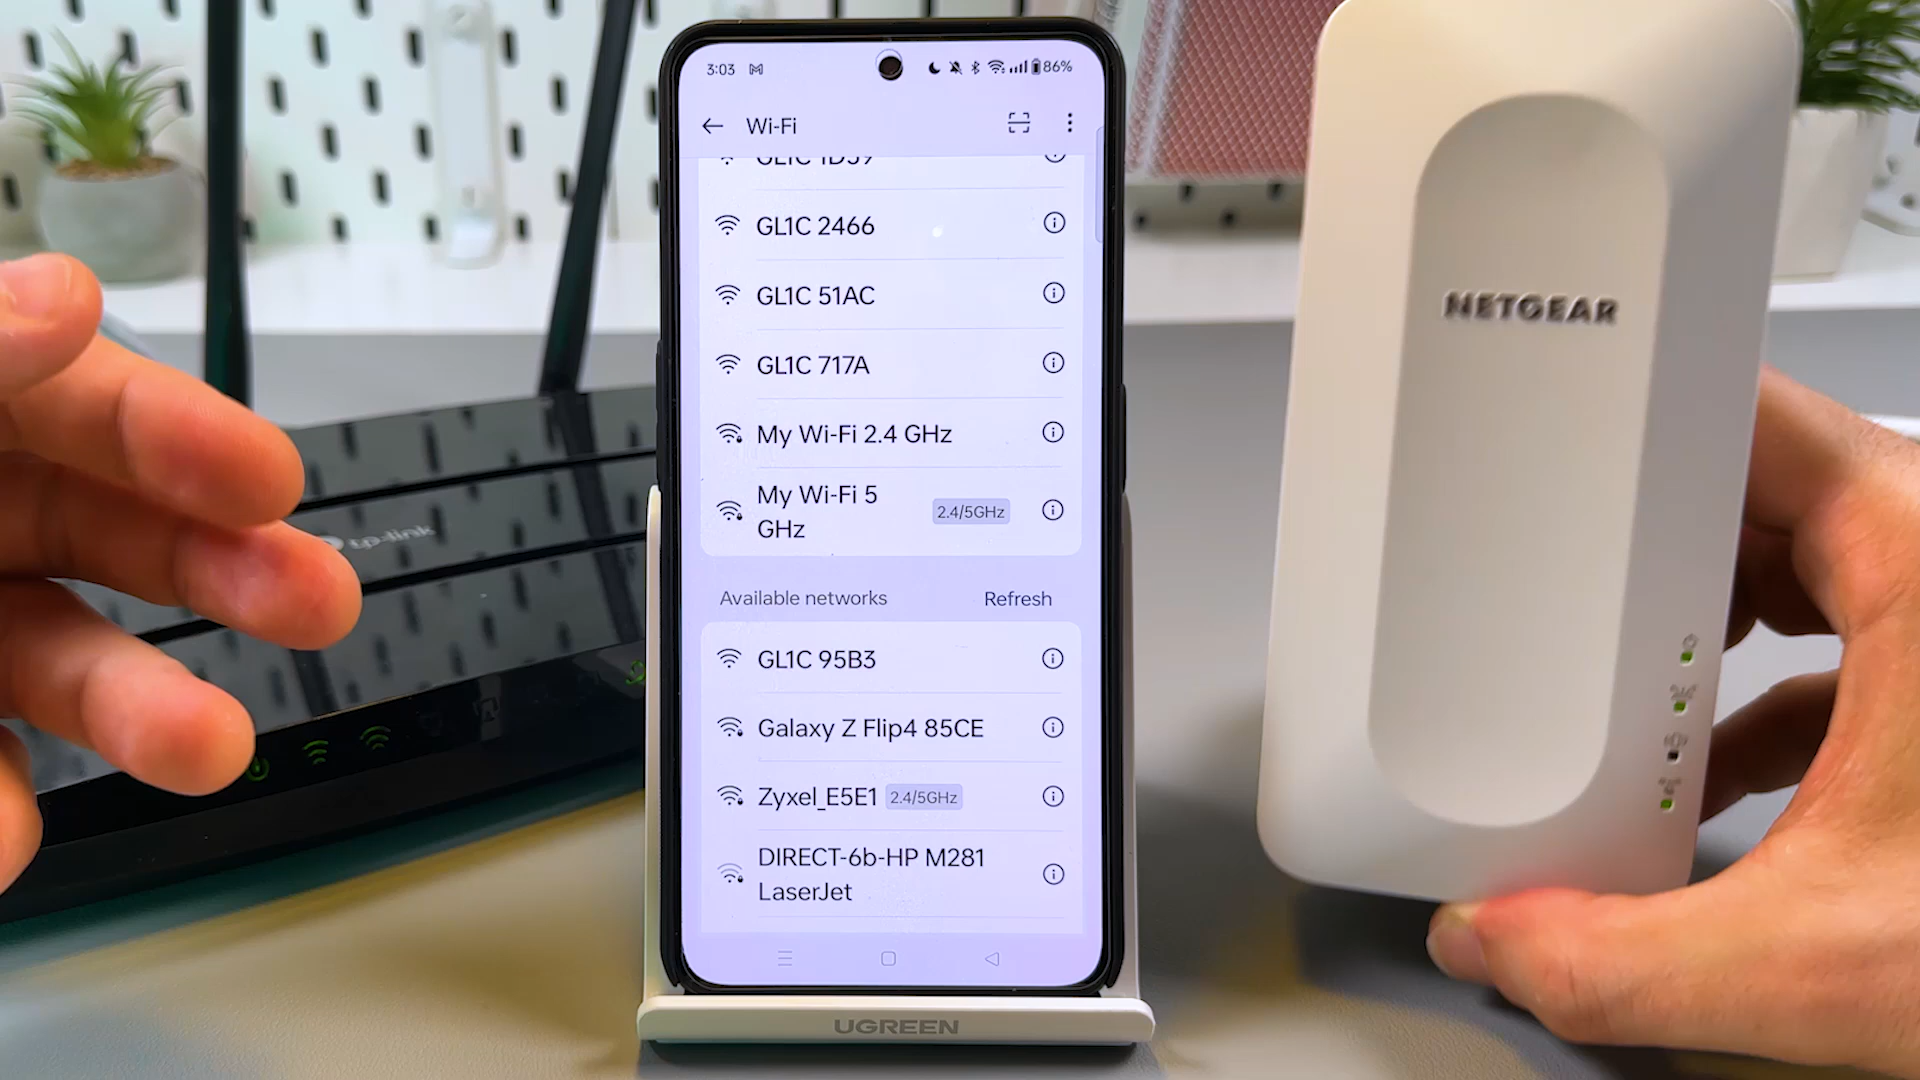 3:03
86%
Wi-Fi
GL1C 1D59
GL1C 2466
GL1C 51AC
GL1C 717A
My Wi-Fi 2.4 GHz
My Wi-Fi 5
GHz
2.4/5GHz
Available networks
Refresh
GL1C 95B3
Galaxy Z Flip4 85CE
Zyxel_E5E1 2.4/5GHz
DIRECT-6b-HP M281
LaserJet
UGREEN
NETGEAR
tp-link